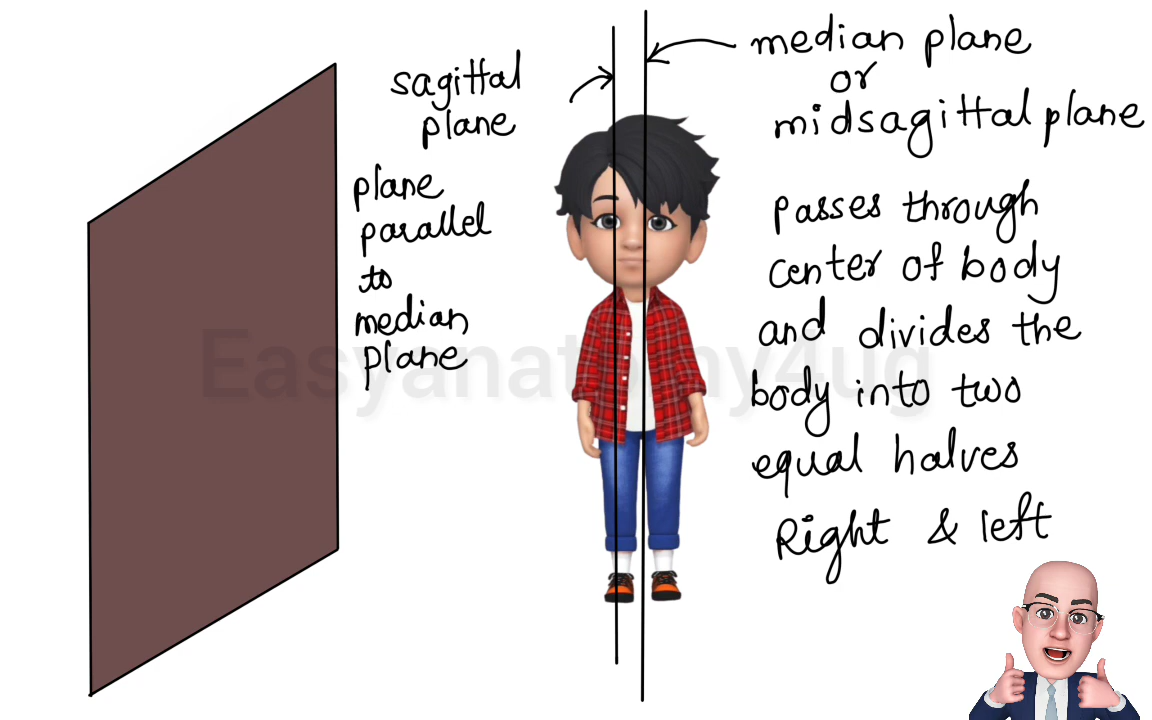 sagittal
plane
plane
parallel
to
median
plane
median plane
or
midsagittal plane
passes through
center of body
and divides the
body into two
equal halves
Right & left
Easyanatomy4ug